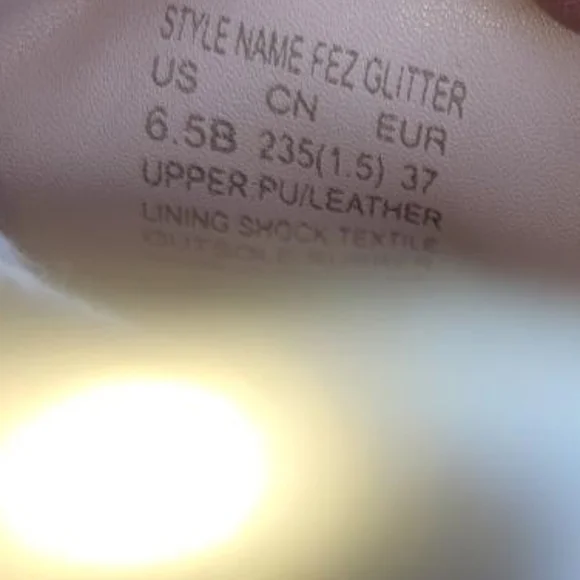 STYLE NAME FEZ GLITTER
US CN EUR
6.5B 235(1.5) 37
UPPER:PU/LEATHER
LINING SHOCK TEXTILE
OUTSOLE